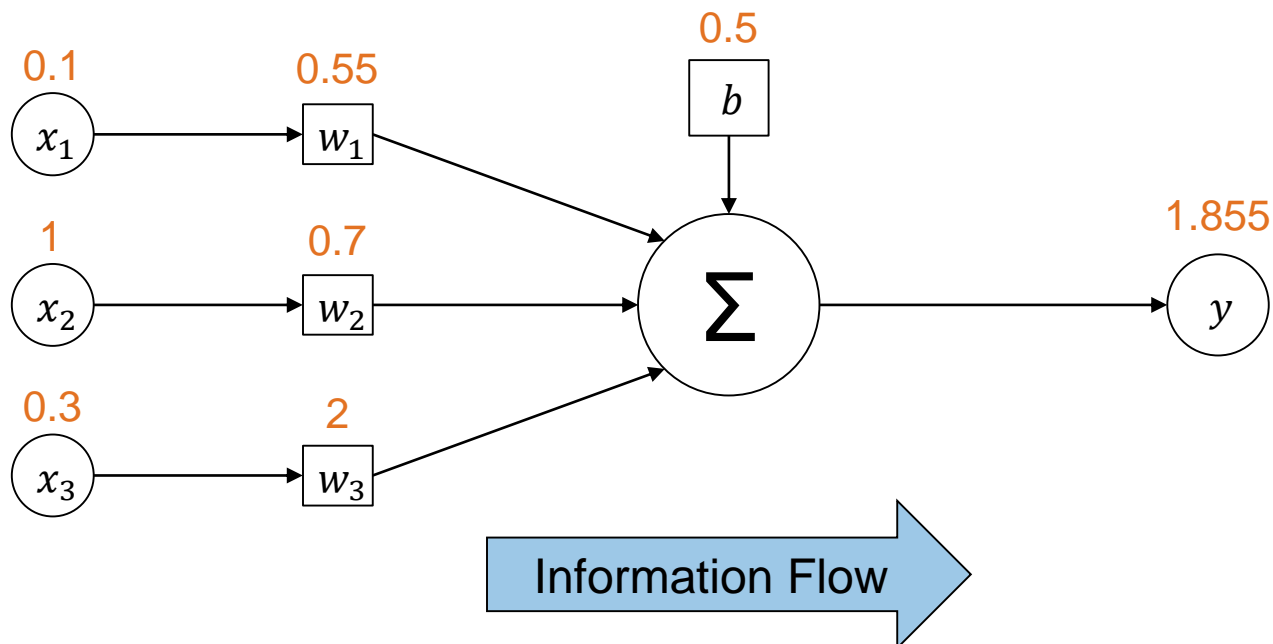 0.5
0.1
0.55
b
x₁
w₁
1
0.7
1.855
x₂
w₂
Σ
y
0.3
2
x₃
w₃
Information Flow